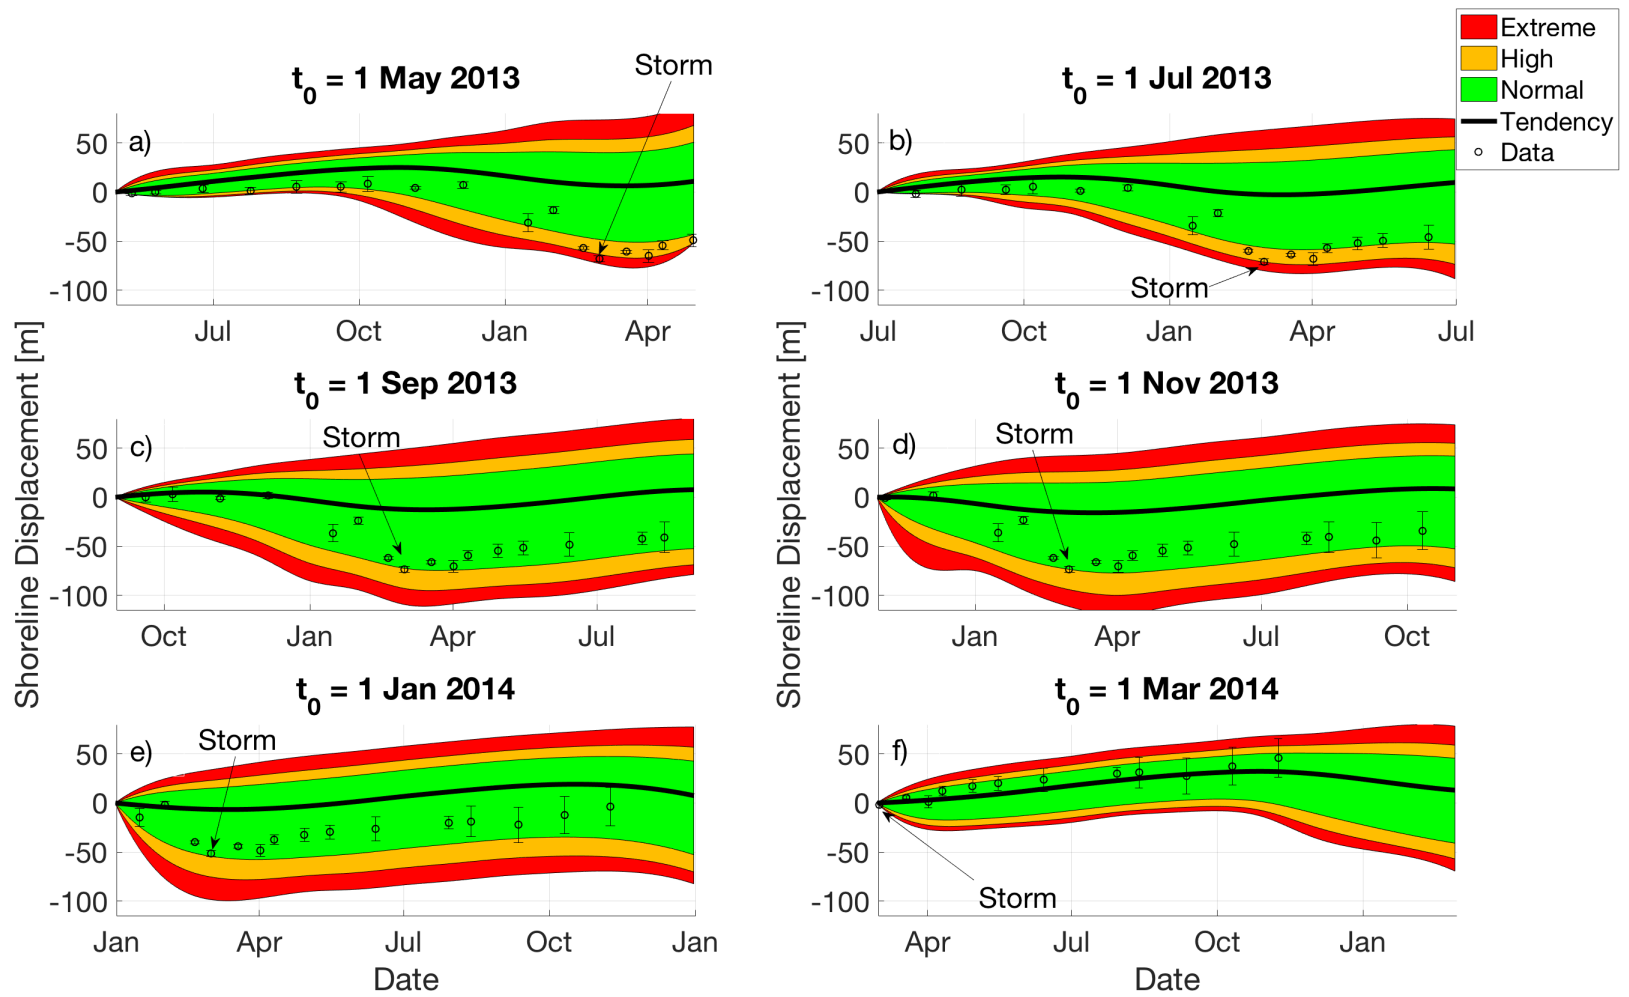 Extreme
High
Normal
Tendency
Data
Storm
t0 = 1 May 2013
a)
50
0
-50
-100
Jul
Oct
Jan
Apr
t0 = 1 Jul 2013
b)
50
0
-50
-100
Storm
Jul
Oct
Jan
Apr
Jul
Shoreline Displacement [m]
Shoreline Displacement [m]
t0 = 1 Sep 2013
c)
Storm
50
0
-50
-100
Oct
Jan
Apr
Jul
t0 = 1 Nov 2013
d)
Storm
50
0
-50
-100
Jan
Apr
Jul
Oct
t0 = 1 Jan 2014
e)
Storm
50
0
-50
-100
Jan
Apr
Jul
Oct
Jan
Date
t0 = 1 Mar 2014
f)
50
0
-50
-100
Storm
Apr
Jul
Oct
Jan
Date